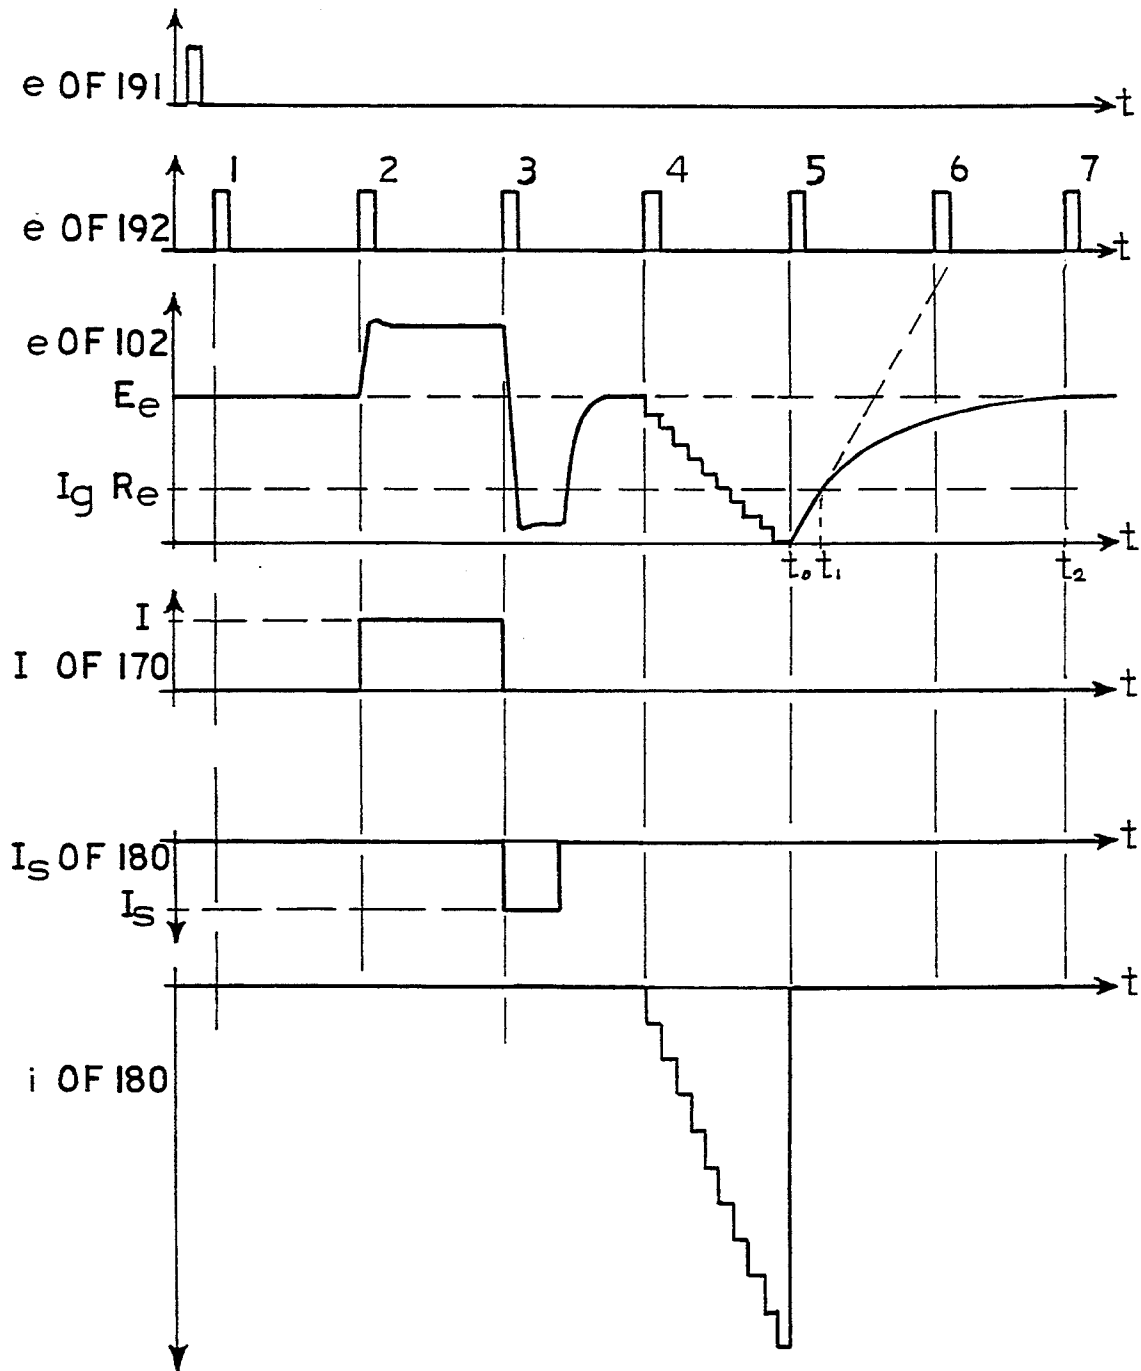 e OF 191
t
1 2 3 4 5 6 7
e OF 192
t
e OF 102
Ee
Ig Re
t
t₀ t₁ t₂
I
I OF 170
t
t
Is OF 180
Is
t
i OF 180